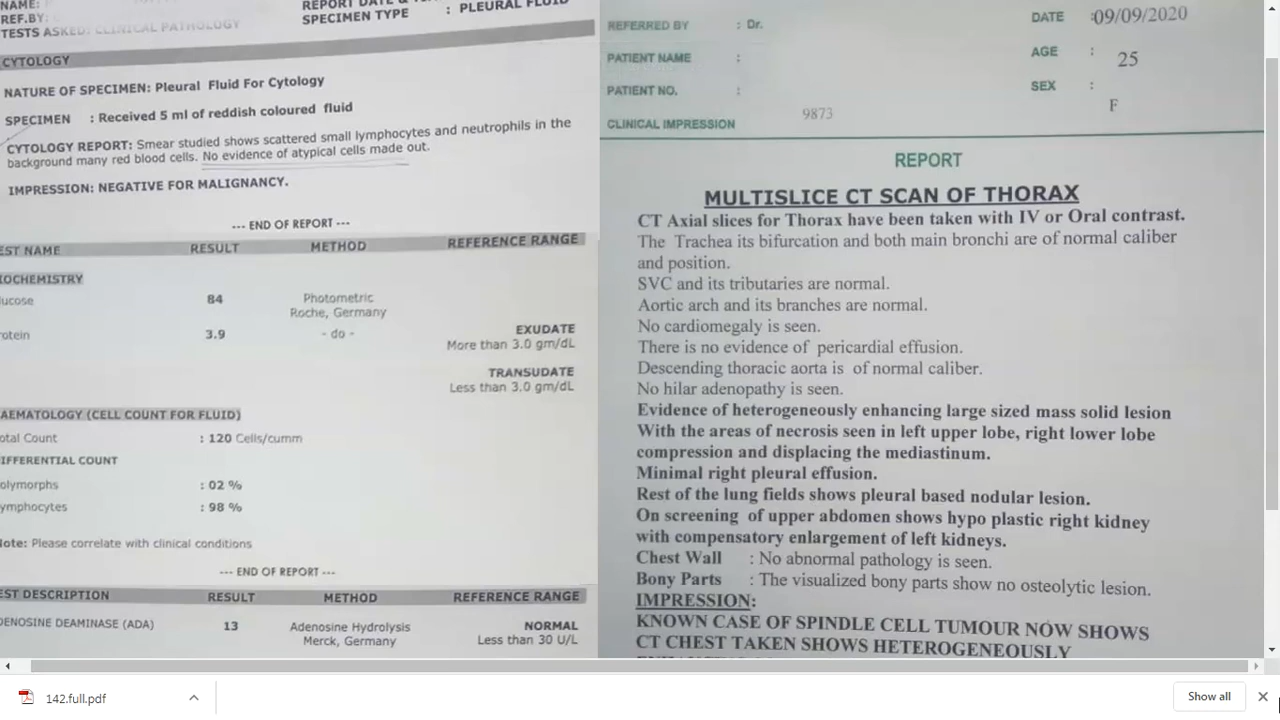 NAME:
REF.BY:
TESTS ASKED: CLINICAL PATHOLOGY
SPECIMEN TYPE : PLEURAL FLUID
CYTOLOGY
NATURE OF SPECIMEN: Pleural Fluid For Cytology
SPECIMEN : Received 5 ml of reddish coloured fluid
CYTOLOGY REPORT: Smear studied shows scattered small lymphocytes and neutrophils in the
background many red blood cells. No evidence of atypical cells made out.
IMPRESSION: NEGATIVE FOR MALIGNANCY.
--- END OF REPORT ---
EST NAME RESULT METHOD REFERENCE RANGE
IOCHEMISTRY
lucose 84 Photometric
Roche, Germany
rotein 3.9 - do - EXUDATE
More than 3.0 gm/dL
TRANSUDATE
Less than 3.0 gm/dL
AEMATOLOGY (CELL COUNT FOR FLUID)
otal Count : 120 Cells/cumm
IFFERENTIAL COUNT
olymorphs : 02 %
ymphocytes : 98 %
Note: Please correlate with clinical conditions
--- END OF REPORT ---
EST DESCRIPTION RESULT METHOD REFERENCE RANGE
DENOSINE DEAMINASE (ADA) 13 Adenosine Hydrolysis NORMAL
Merck, Germany Less than 30 U/L
REFERRED BY : Dr. DATE :09/09/2020
PATIENT NAME : AGE : 25
PATIENT NO. : SEX : F
CLINICAL IMPRESSION 9873
REPORT
MULTISLICE CT SCAN OF THORAX
CT Axial slices for Thorax have been taken with IV or Oral contrast.
The Trachea its bifurcation and both main bronchi are of normal caliber
and position.
SVC and its tributaries are normal.
Aortic arch and its branches are normal.
No cardiomegaly is seen.
There is no evidence of pericardial effusion.
Descending thoracic aorta is of normal caliber.
No hilar adenopathy is seen.
Evidence of heterogeneously enhancing large sized mass solid lesion
With the areas of necrosis seen in left upper lobe, right lower lobe
compression and displacing the mediastinum.
Minimal right pleural effusion.
Rest of the lung fields shows pleural based nodular lesion.
On screening of upper abdomen shows hypo plastic right kidney
with compensatory enlargement of left kidneys.
Chest Wall : No abnormal pathology is seen.
Bony Parts : The visualized bony parts show no osteolytic lesion.
IMPRESSION:
KNOWN CASE OF SPINDLE CELL TUMOUR NOW SHOWS
CT CHEST TAKEN SHOWS HETEROGENEOUSLY
142.full.pdf
Show all